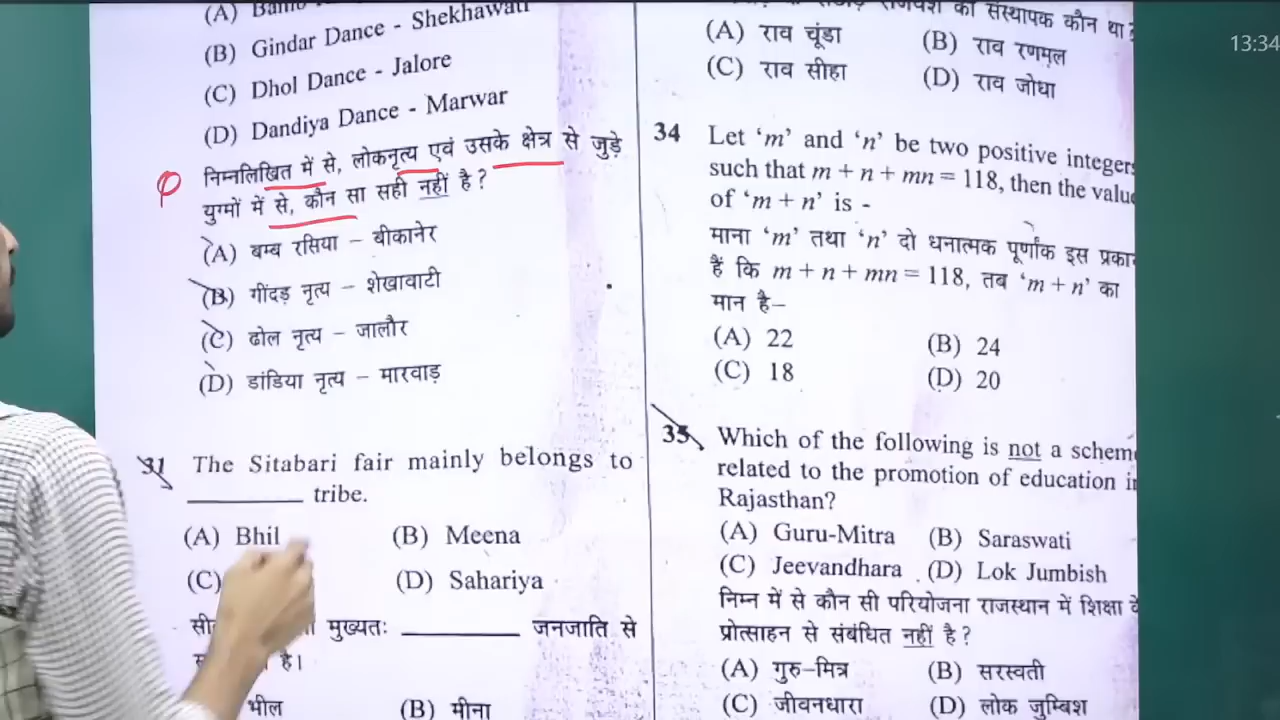 (A)
(B) Gindar Dance - Shekhawati
(C) Dhol Dance - Jalore
(D) Dandiya Dance - Marwar
निम्नलिखित में से, लोकनृत्य एवं उसके क्षेत्र से जुड़े
युग्मों में से, कौन सा सही नहीं है?
(A) बम्ब रसिया – बीकानेर
(B) गींदड़ नृत्य – शेखावाटी
(C) ढोल नृत्य – जालौर
(D) डांडिया नृत्य – मारवाड़
31 The Sitabari fair mainly belongs to
__________ tribe.
(A) Bhil (B) Meena
(C) (D) Sahariya
मुख्यतः __________ जनजाति से
है।
भील (B) मीना
का संस्थापक कौन था?
(A) राव चूंडा (B) राव रणमल
(C) राव सीहा (D) राव जोधा
34 Let ‘m’ and ‘n’ be two positive integers
such that m + n + mn = 118, then the value
of ‘m + n’ is -
माना ‘m’ तथा ‘n’ दो धनात्मक पूर्णांक इस प्रकार
हैं कि m + n + mn = 118, तब ‘m + n’ का
मान है–
(A) 22 (B) 24
(C) 18 (D) 20
35 Which of the following is not a scheme
related to the promotion of education in
Rajasthan?
(A) Guru-Mitra (B) Saraswati
(C) Jeevandhara (D) Lok Jumbish
निम्न में से कौन सी परियोजना राजस्थान में शिक्षा के
प्रोत्साहन से संबंधित नहीं है?
(A) गुरु–मित्र (B) सरस्वती
(C) जीवनधारा (D) लोक जुम्बिश
13:34